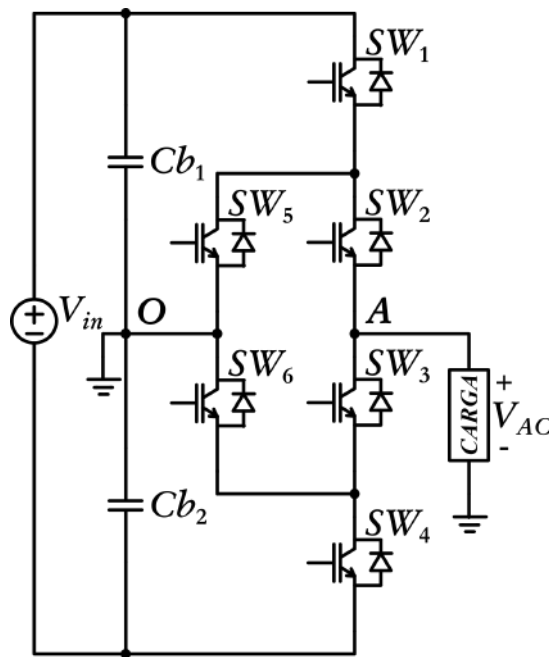 SW₁
Cb₁
SW₅
SW₂
Vin
O
A
SW₆
SW₃
CARGA
+
VAC
-
Cb₂
SW₄